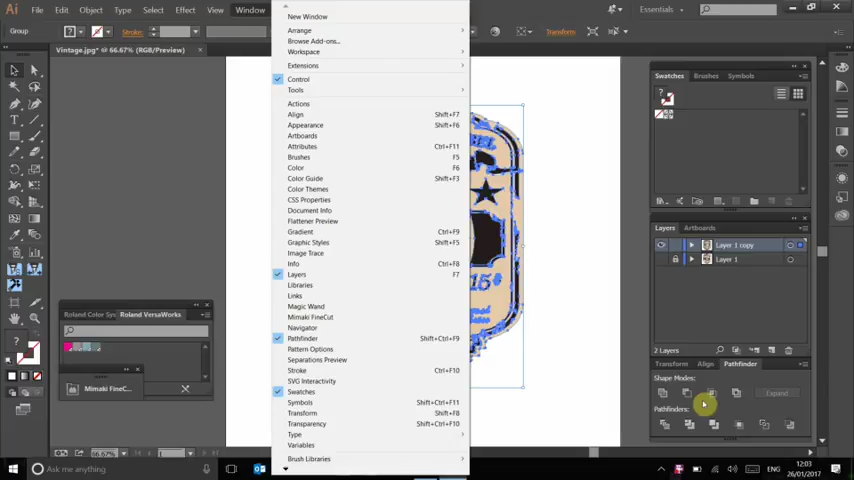 Ai File Edit Object Type Select Effect Window Essentials
Group Stroke: Transform
Vintage.jpg* @ 66.67% (RGB/Preview) ×
New Window
Arrange
Browse Add-ons...
Workspace
Extensions
Control
Tools
Actions
Align Shift+F7
Appearance Shift+F6
Artboards
Attributes Ctrl+F11
Brushes F5
Color F6
Color Guide Shift+F3
Color Themes
CSS Properties
Document Info
Flattener Preview
Gradient Ctrl+F9
Graphic Styles Shift+F5
Image Trace
Info Ctrl+F8
Layers F7
Libraries
Links
Magic Wand
Mimaki FineCut
Navigator
Pathfinder Shift+Ctrl+F9
Pattern Options
Separations Preview
Stroke Ctrl+F10
SVG Interactivity
Swatches
Symbols Shift+Ctrl+F11
Transform Shift+F8
Transparency Shift+Ctrl+F10
Type
Variables
Brush Libraries
Swatches Brushes Symbols
Layers Artboards
Layer 1 copy
Layer 1
2 Layers
Transform Align Pathfinder
Shape Modes:
Expand
Pathfinders:
Roland Color Sys Roland VersaWorks
Mimaki FineC...
66.67% 1
Ask me anything
ENG
12:03
26/01/2017